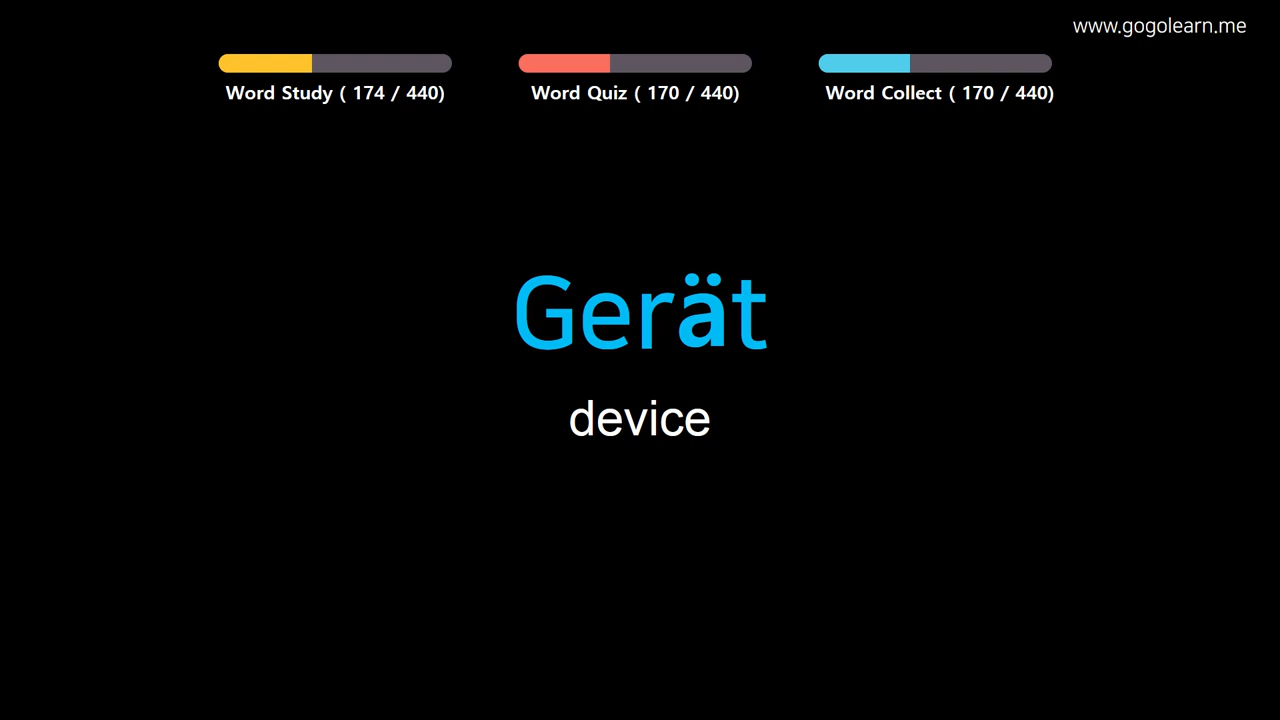 www.gogolearn.me
Word Study ( 174 / 440)
Word Quiz ( 170 / 440)
Word Collect ( 170 / 440)
Gerät
device